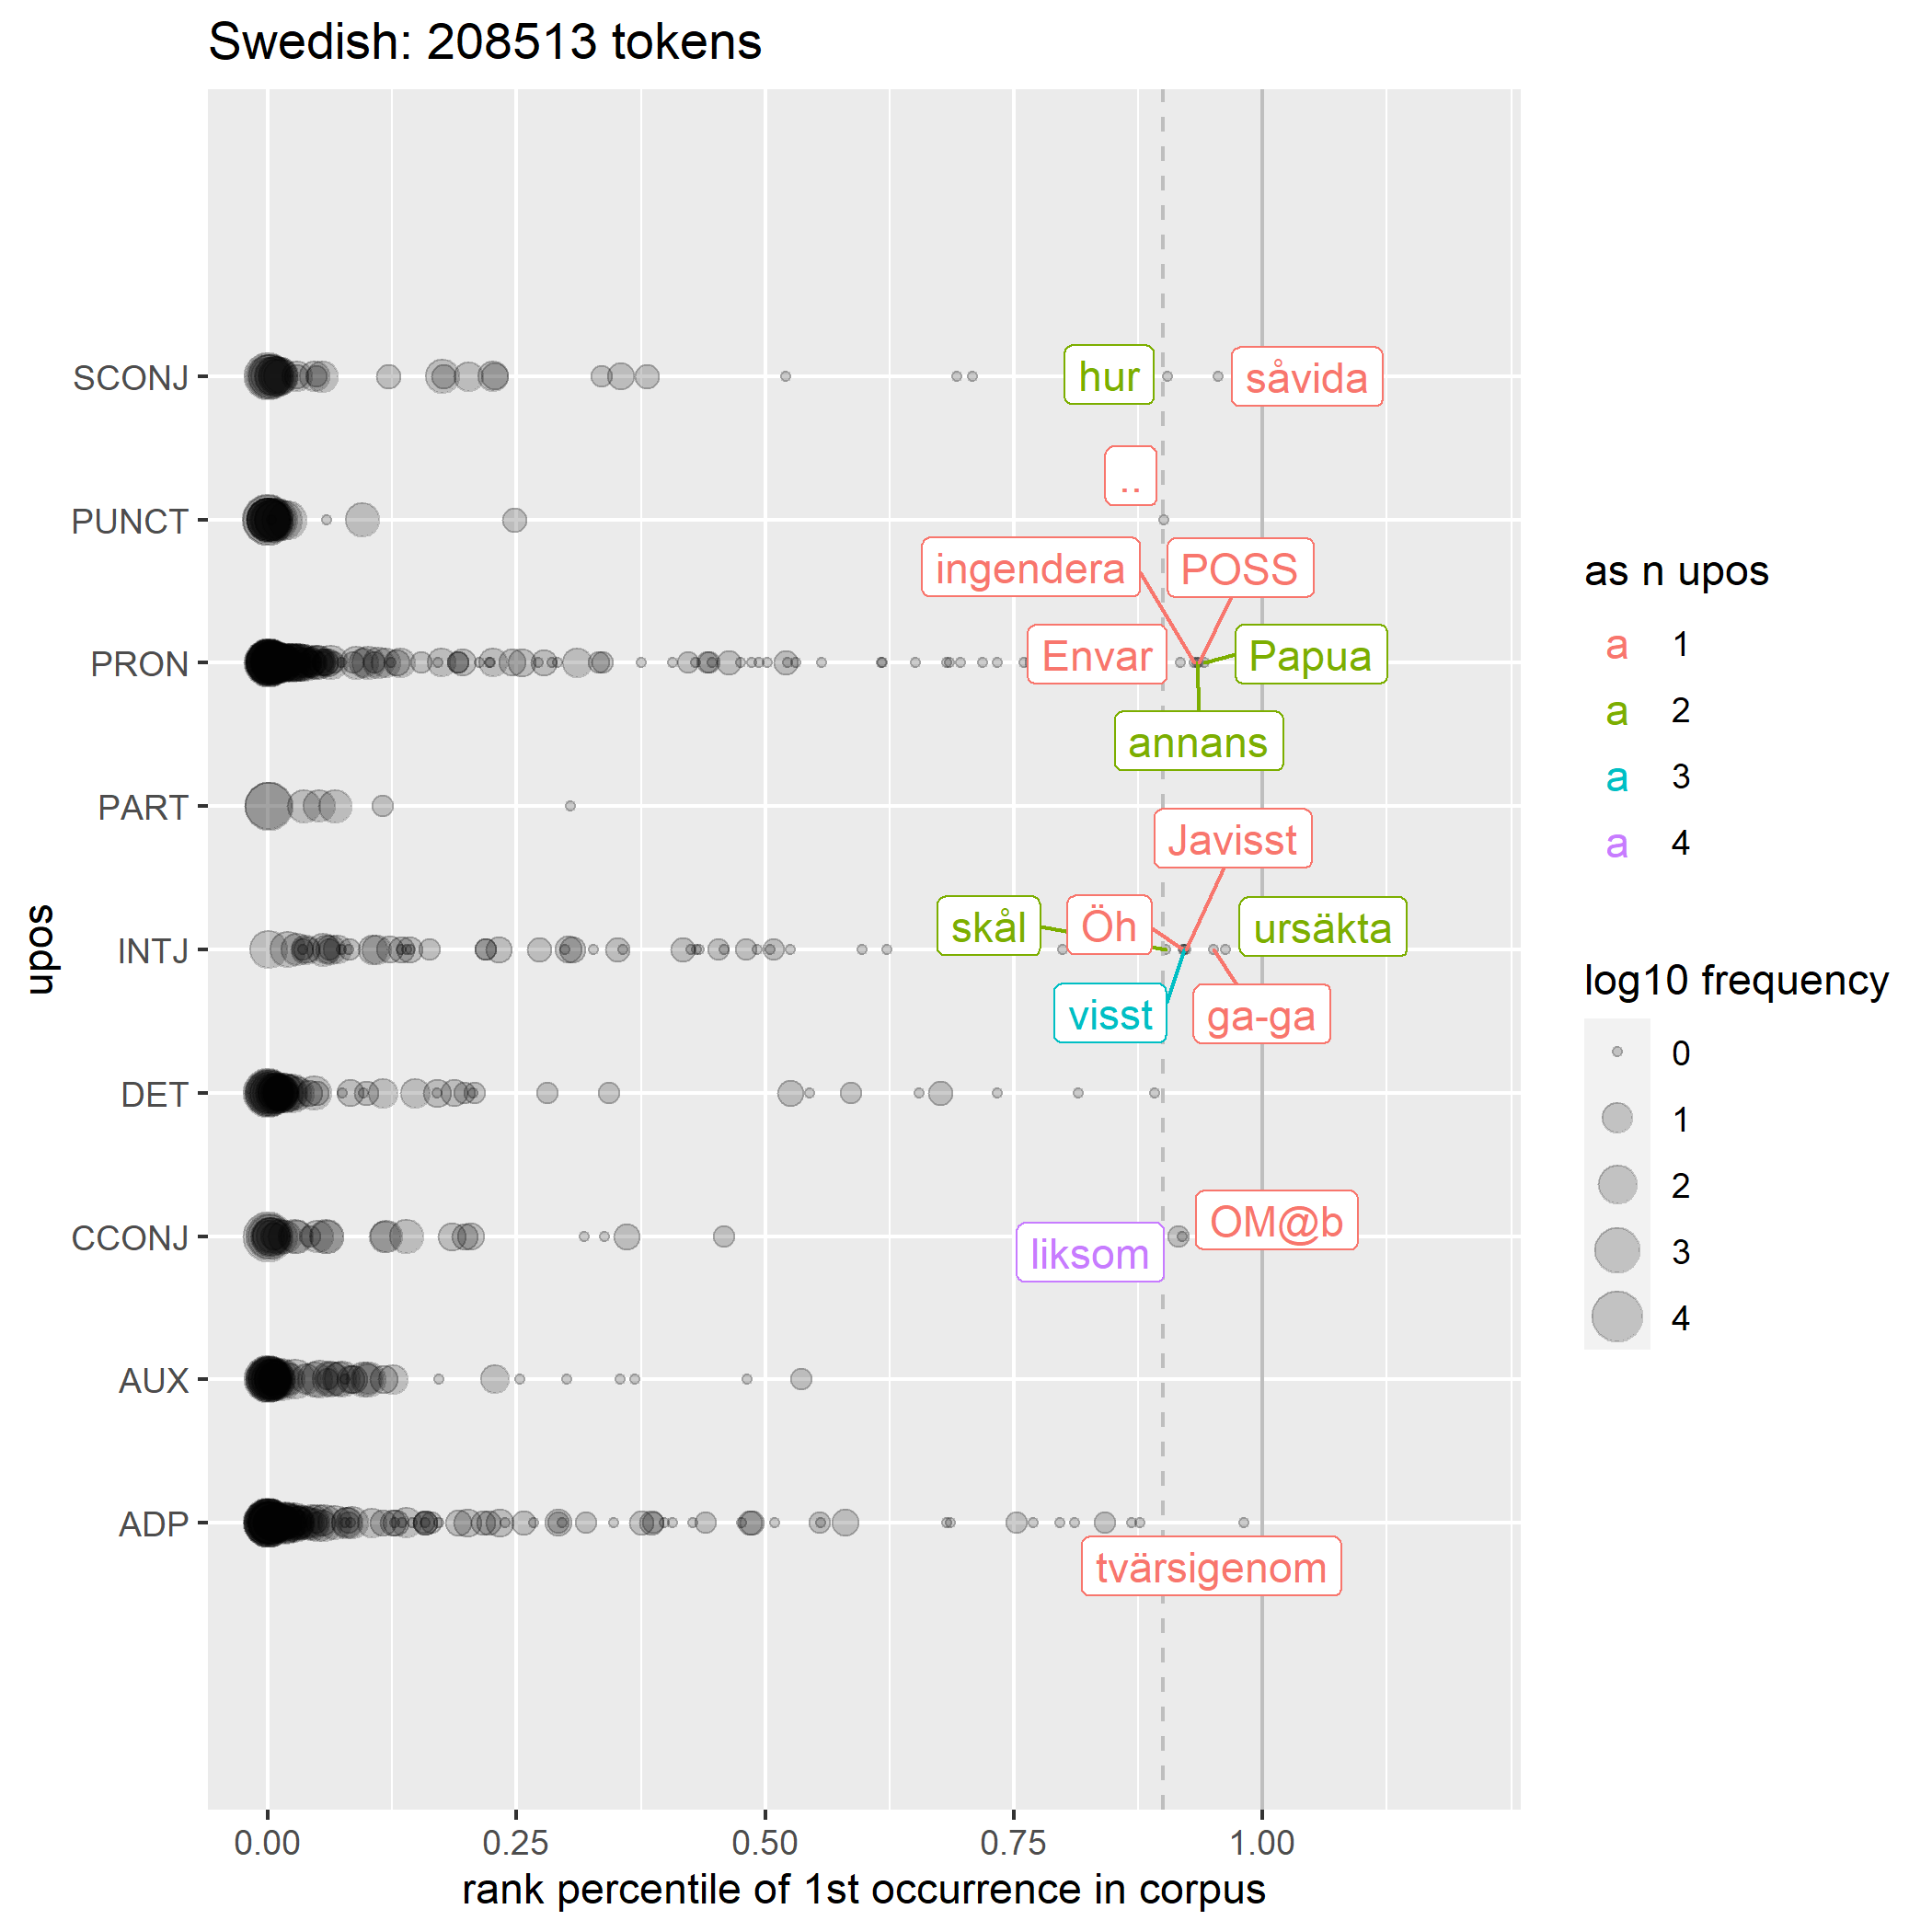 Swedish: 208513 tokens
upos
SCONJ
PUNCT
PRON
PART
INTJ
DET
CCONJ
AUX
ADP
hur
såvida
..
ingendera
POSS
Envar
Papua
annans
Javisst
skål
Öh
ursäkta
visst
ga-ga
OM@b
liksom
tvärsigenom
0.00
0.25
0.50
0.75
1.00
rank percentile of 1st occurrence in corpus
as n upos
a 1
a 2
a 3
a 4
log10 frequency
0
1
2
3
4